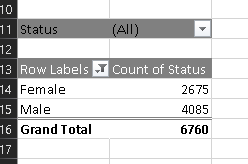 10
11 Status (All)
12
13 Row Labels Count of Status
14 Female 2675
15 Male 4085
16 Grand Total 6760
17